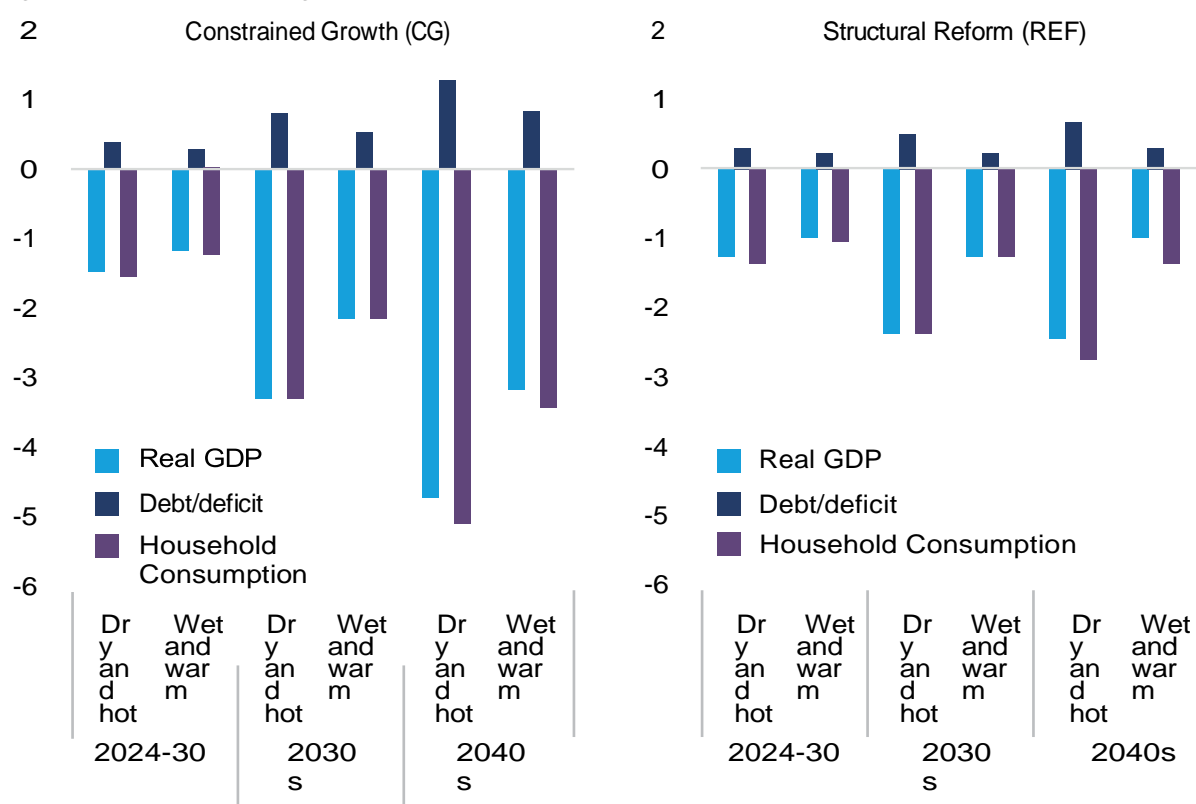 Constrained Growth (CG)
2
1
0
-1
-2
-3
-4
-5
-6
Real GDP
Debt/deficit
Household
Consumption
Dr
y
an
d
hot
Wet
and
war
m
Dr
y
an
d
hot
Wet
and
war
m
Dr
y
an
d
hot
Wet
and
war
m
2024-30
2030
s
2040
s
Structural Reform (REF)
2
1
0
-1
-2
-3
-4
-5
-6
Real GDP
Debt/deficit
Household Consumption
Dr
y
an
d
hot
Wet
and
war
m
Dr
y
an
d
hot
Wet
and
war
m
Dr
y
an
d
hot
Wet
and
war
m
2024-30
2030
s
2040s